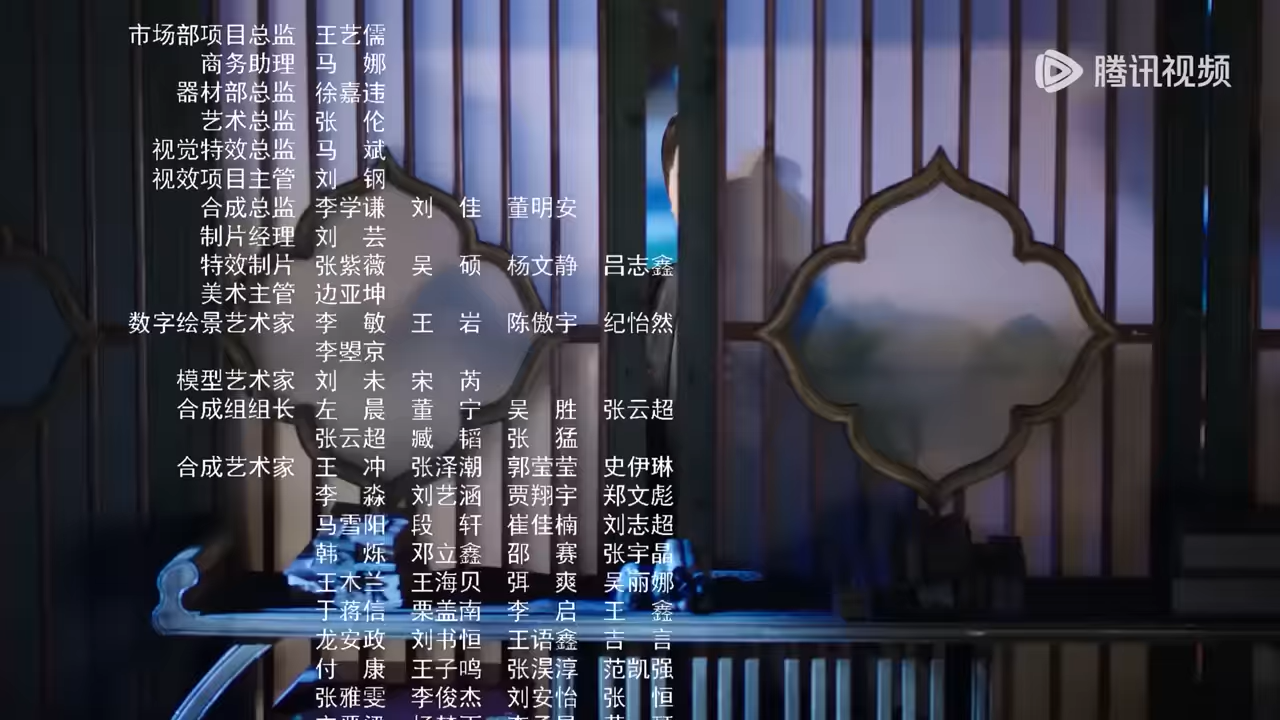 市场部项目总监 王艺儒
商务助理 马 娜
器材部总监 徐嘉违
艺术总监 张 伦
视觉特效总监 马 斌
视效项目主管 刘 钢
合成总监 李学谦 刘 佳 董明安
制片经理 刘 芸
特效制片 张紫薇 吴 硕 杨文静 吕志鑫
美术主管 边亚坤
数字绘景艺术家 李 敏 王 岩 陈傲宇 纪怡然
李曌京
模型艺术家 刘 未 宋 芮
合成组组长 左 晨 董 宁 吴 胜 张云超
张云超 臧 韬 张 猛
合成艺术家 王 冲 张泽潮 郭莹莹 史伊琳
李 淼 刘艺涵 贾翔宇 郑文彪
马雪阳 段 轩 崔佳楠 刘志超
韩 烁 邓立鑫 邵 赛 张宇晶
王木兰 王海贝 弭 爽 吴丽娜
于蒋信 栗盖南 李 启 王 鑫
龙安政 刘书恒 王语鑫 吉 言
付 康 王子鸣 张淏淳 范凯强
张雅雯 李俊杰 刘安怡 张 恒
腾讯视频